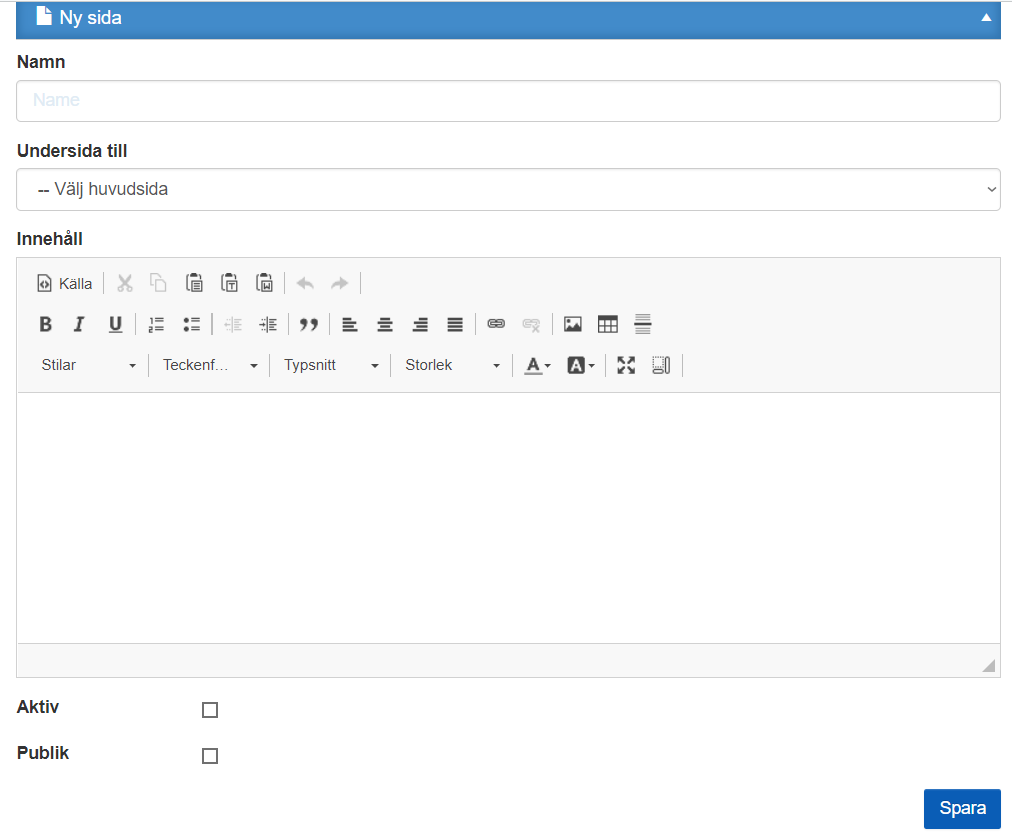 Ny sida
Namn
Name
Undersida till
-- Välj huvudsida
Innehåll
Källa
B I U
Stilar Teckenf... Typsnitt Storlek A A
Aktiv
Publik
Spara